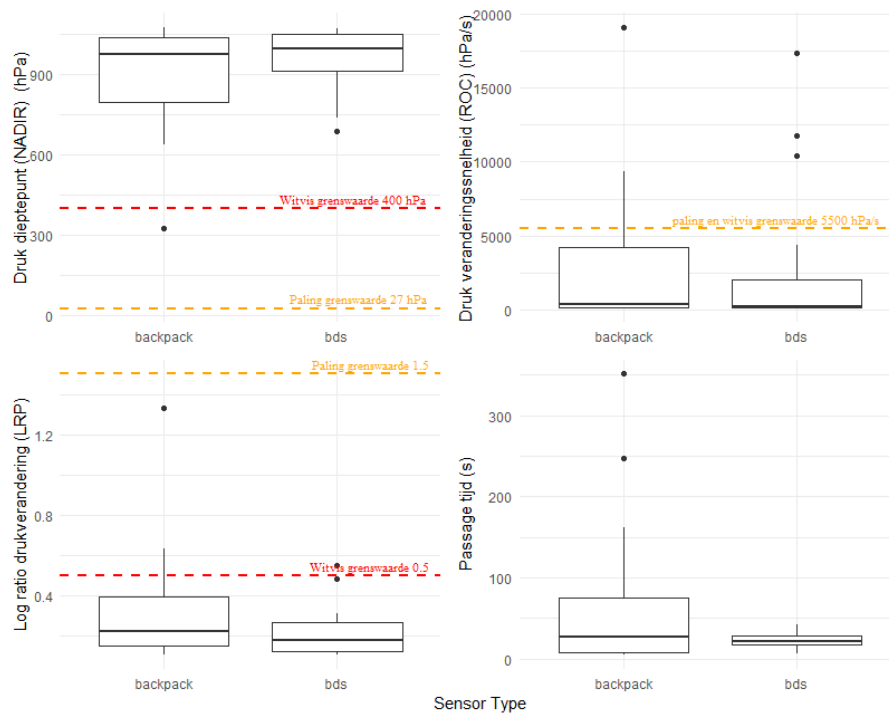 Druk dieptepunt (NADIR)  (hPa)
900
600
300
0
Witvis grenswaarde 400 hPa
Paling grenswaarde 27 hPa
backpack
bds
Druk veranderingssnelheid (ROC) (hPa/s)
20000
15000
10000
5000
0
paling en witvis grenswaarde 5500 hPa/s
backpack
bds
Log ratio drukverandering (LRP)
1.2
0.8
0.4
Paling grenswaarde 1.5
Witvis grenswaarde 0.5
backpack
bds
Passage tijd (s)
300
200
100
0
backpack
bds
Sensor Type